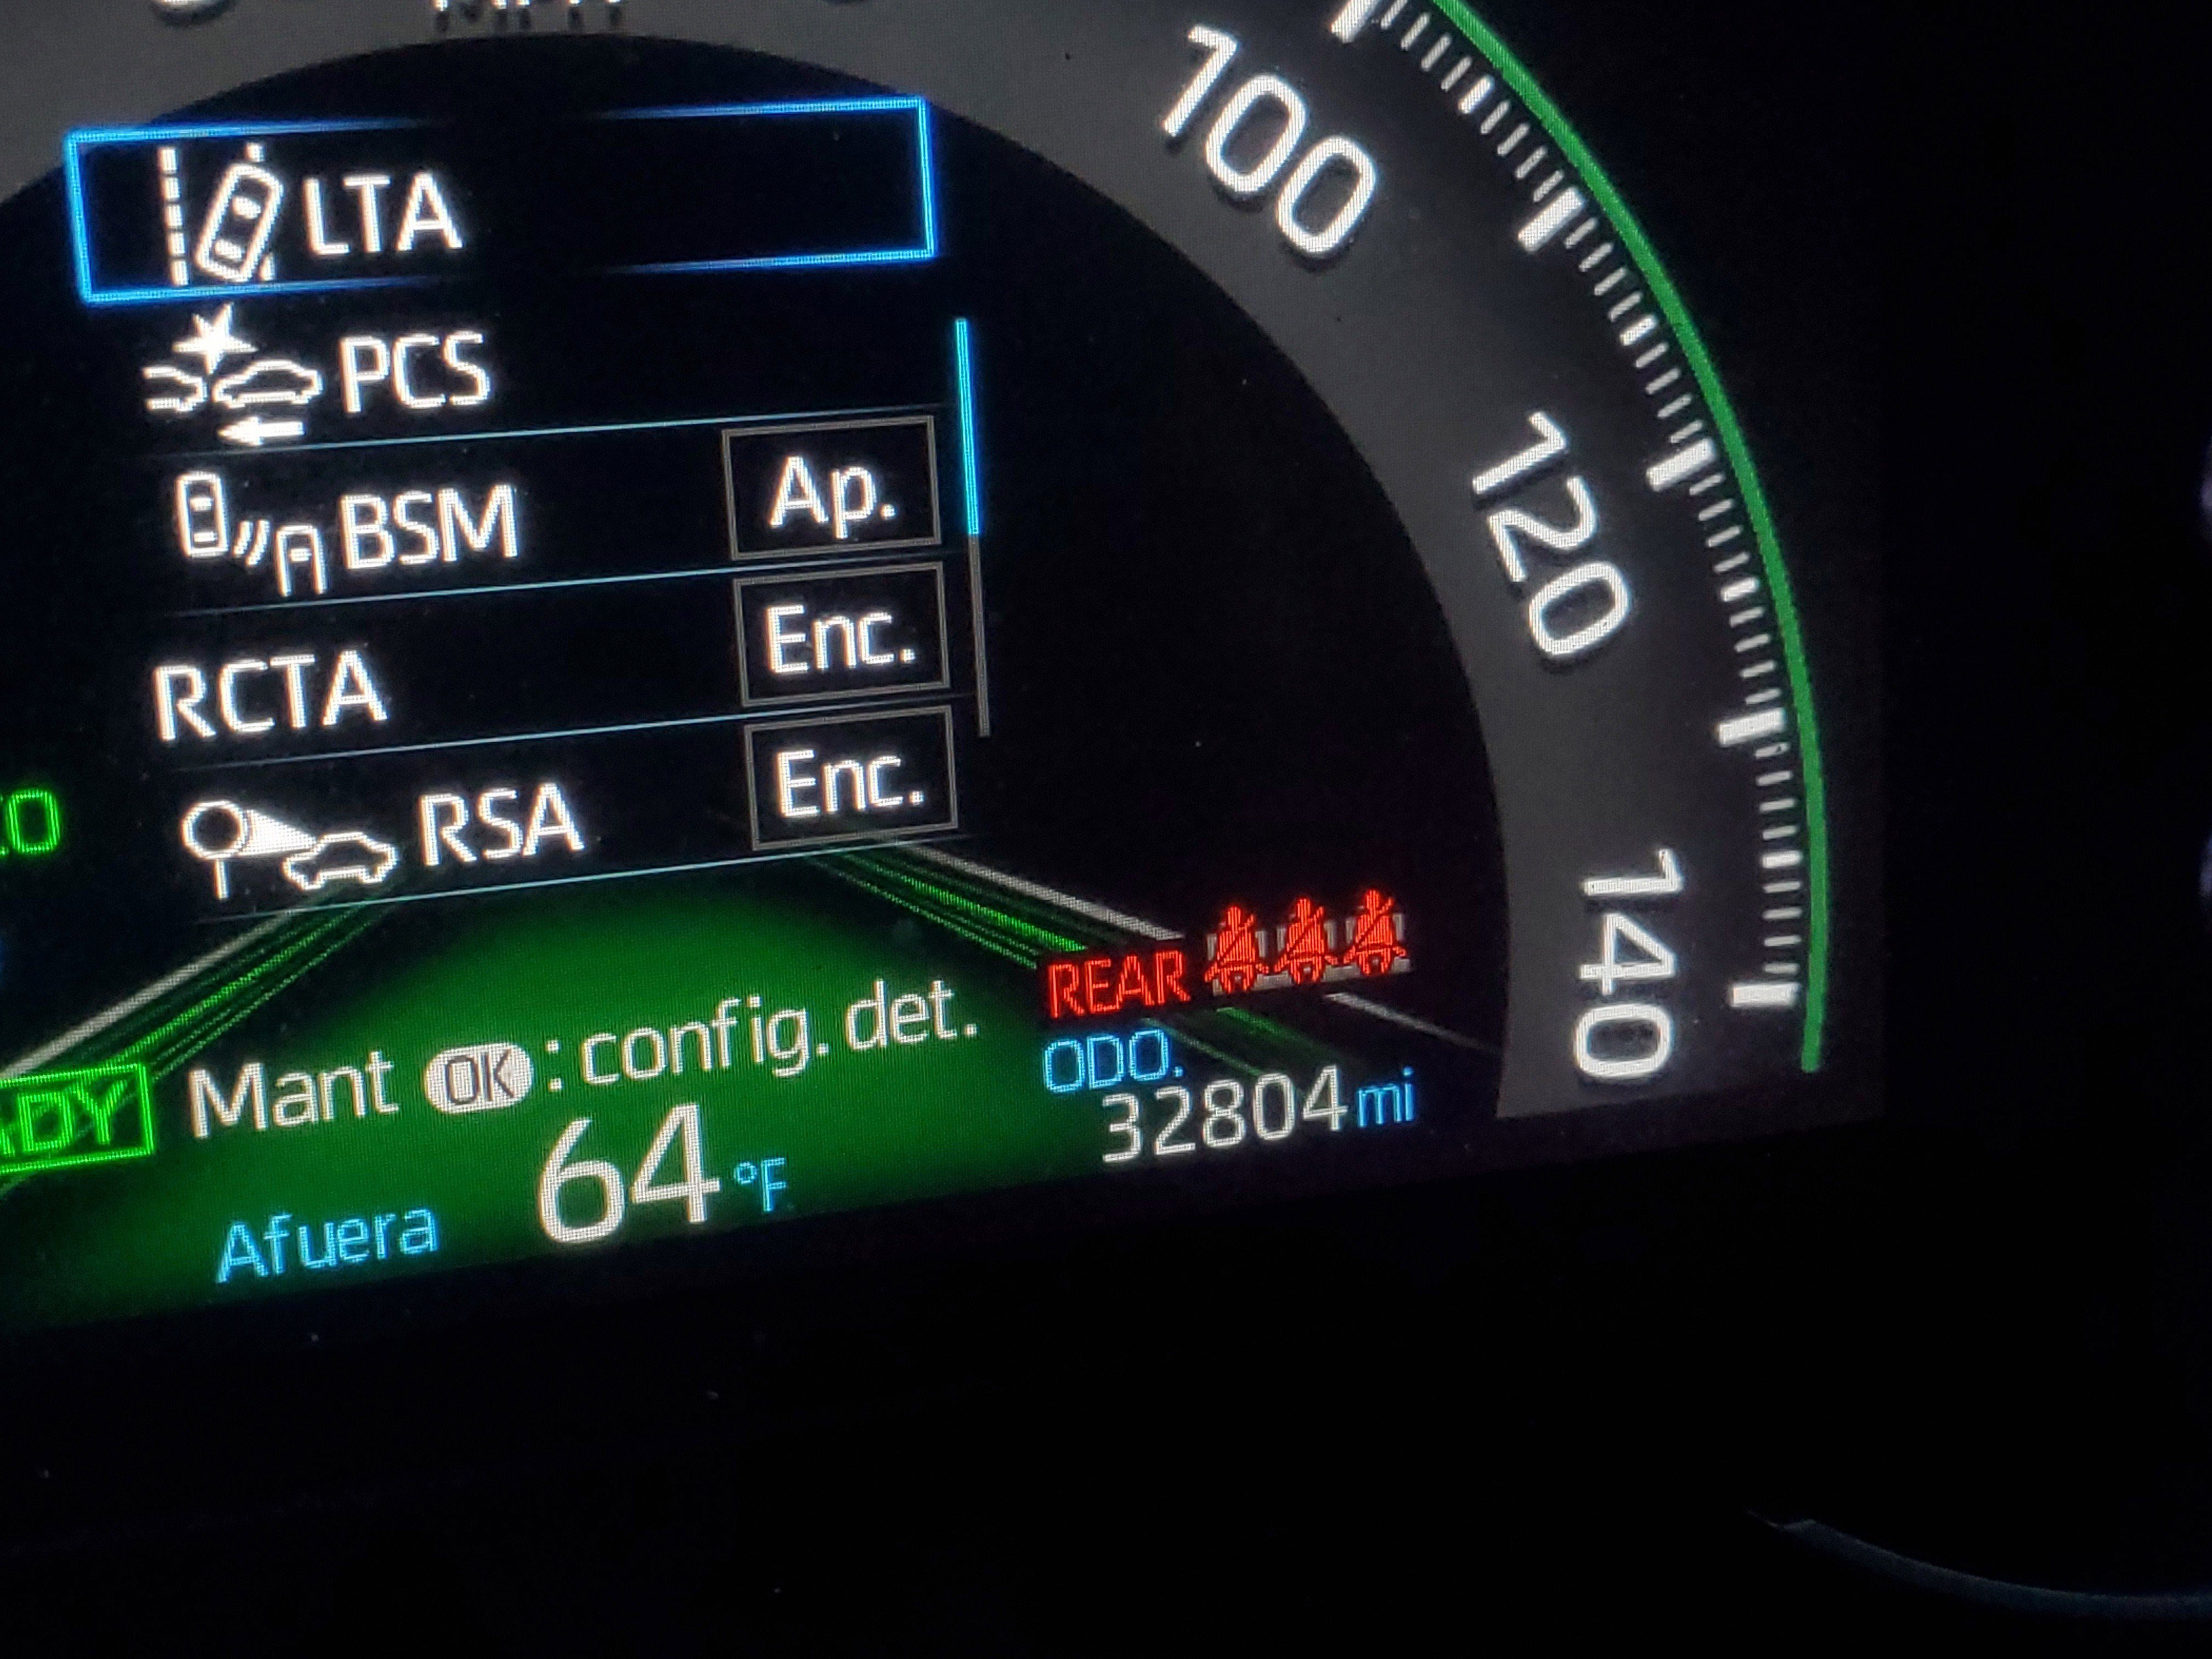 100
LTA
PCS
BSM Ap.
120
RCTA Enc.
RSA Enc.
140
REAR
Mant OK : config. det.
ODO.
32804 mi
Afuera 64 °F